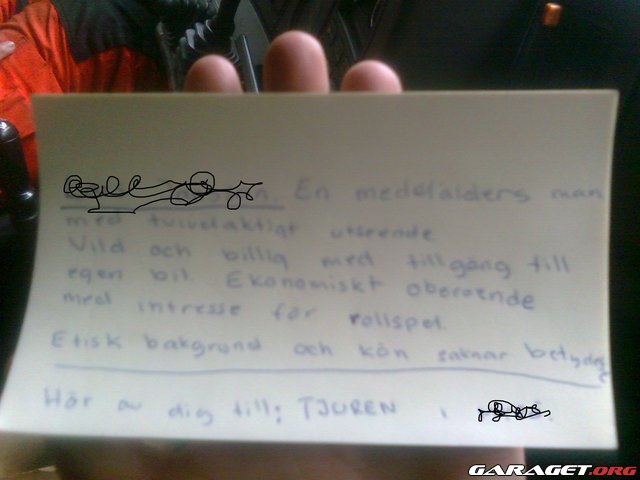 En medelålders man
med tvivelaktigt utseende
Vild och billig med tillgång till
egen bil. Ekonomiskt oberoende
med intresse för rollspel.
Etisk bakgrund och kön saknar betydelse
Hör av dig till: TJUREN i
GARAGET.ORG